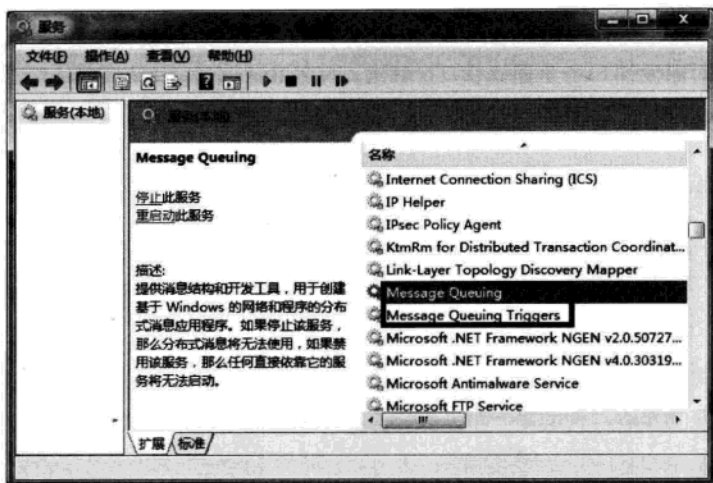 服务
文件(F) 操作(A) 查看(V) 帮助(H)
服务(本地)
服务(本地)
Message Queuing
停止此服务
重启动此服务
描述:
提供消息结构和开发工具，用于创建
基于 Windows 的网络和程序的分布
式消息应用程序。如果停止该服务，
那么分布式消息将无法使用，如果禁
用该服务，那么任何直接依靠它的服
务将无法启动。
名称
Internet Connection Sharing (ICS)
IP Helper
IPsec Policy Agent
KtmRm for Distributed Transaction Coordinat...
Link-Layer Topology Discovery Mapper
Message Queuing
Message Queuing Triggers
Microsoft .NET Framework NGEN v2.0.50727...
Microsoft .NET Framework NGEN v4.0.30319...
Microsoft Antimalware Service
Microsoft FTP Service
扩展 标准